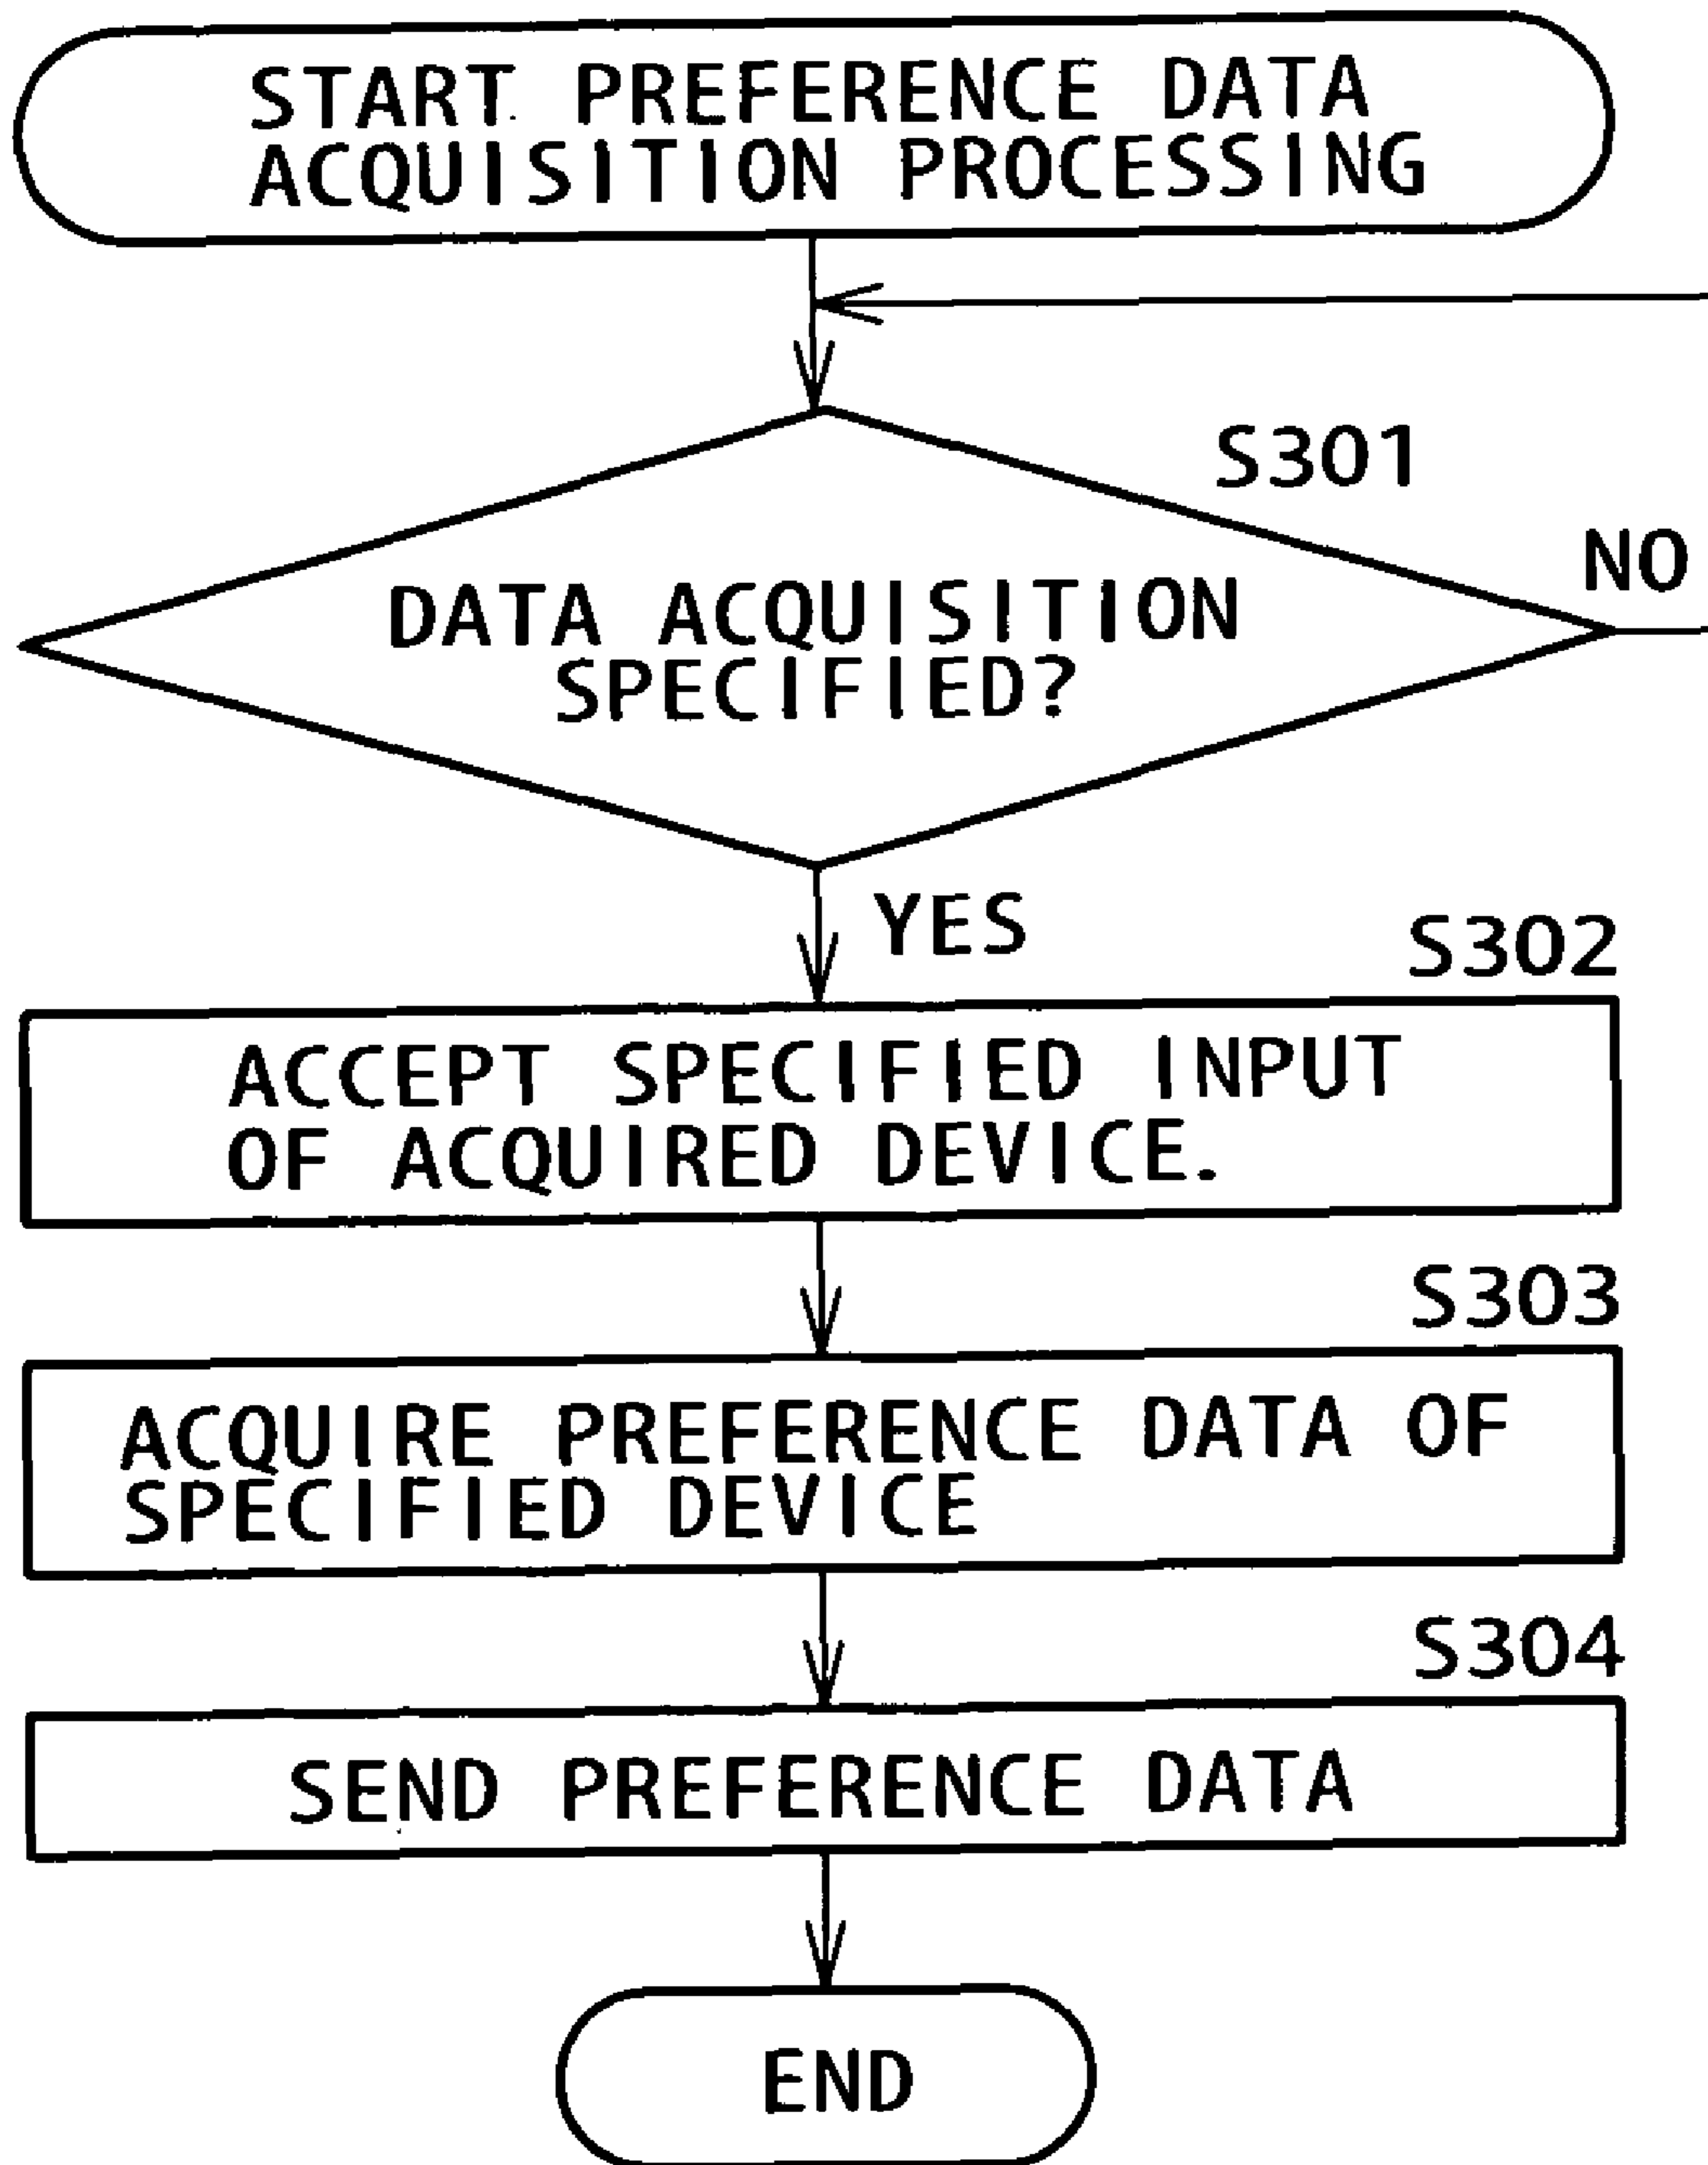 START PREFERENCE DATA
ACQUISITION PROCESSING
S301
NO
DATA ACQUISITION
SPECIFIED?
YES
S302
ACCEPT SPECIFIED INPUT
OF ACQUIRED DEVICE.
S303
ACQUIRE PREFERENCE DATA OF
SPECIFIED DEVICE
S304
SEND PREFERENCE DATA
END